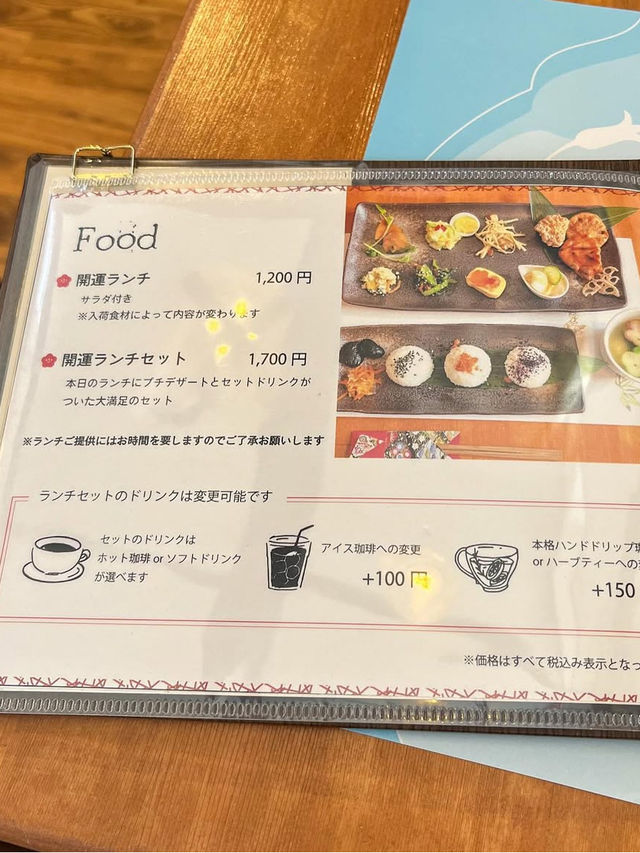 Food
開運ランチ 1,200 円
サラダ付き
※入荷食材によって内容が変わります
開運ランチセット 1,700 円
本日のランチにプチデザートとセットドリンクが
ついた大満足のセット
※ランチご提供にはお時間を要しますのでご了承お願いします
ランチセットのドリンクは変更可能です
セットのドリンクは
ホット珈琲 or ソフトドリンク
が選べます
アイス珈琲への変更
+100 円
本格ハンドドリップ珈
or ハーブティーへの
+150
※価格はすべて税込み表示となっ